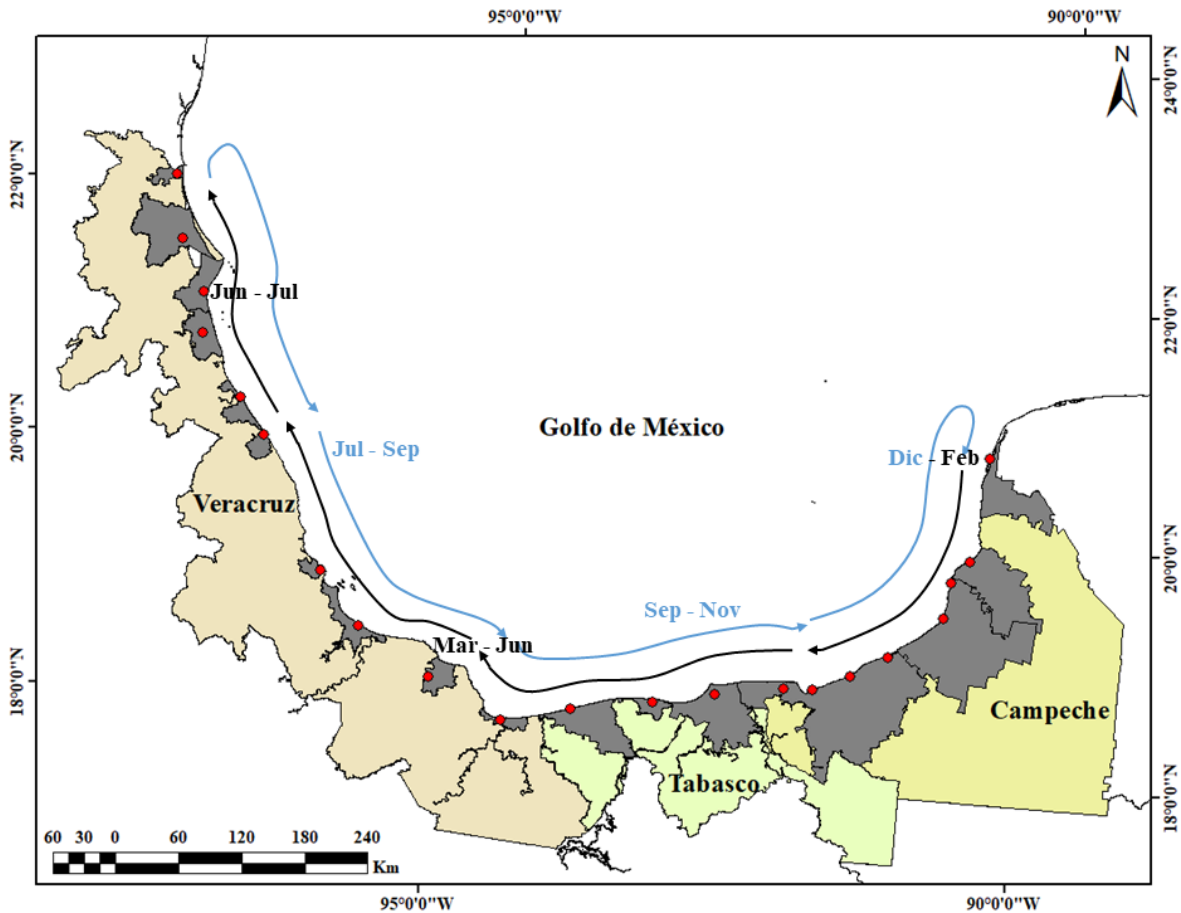 95°0'0"W 90°0'0"W
N
24°0'0"N
22°0'0"N
Jun - Jul
22°0'0"N
20°0'0"N
Golfo de México
Jul - Sep
Dic - Feb
Veracruz
20°0'0"N
Sep - Nov
Mar - Jun
18°0'0"N
Campeche
Tabasco
18°0'0"N
60 30 0 60 120 180 240
Km
95°0'0"W 90°0'0"W